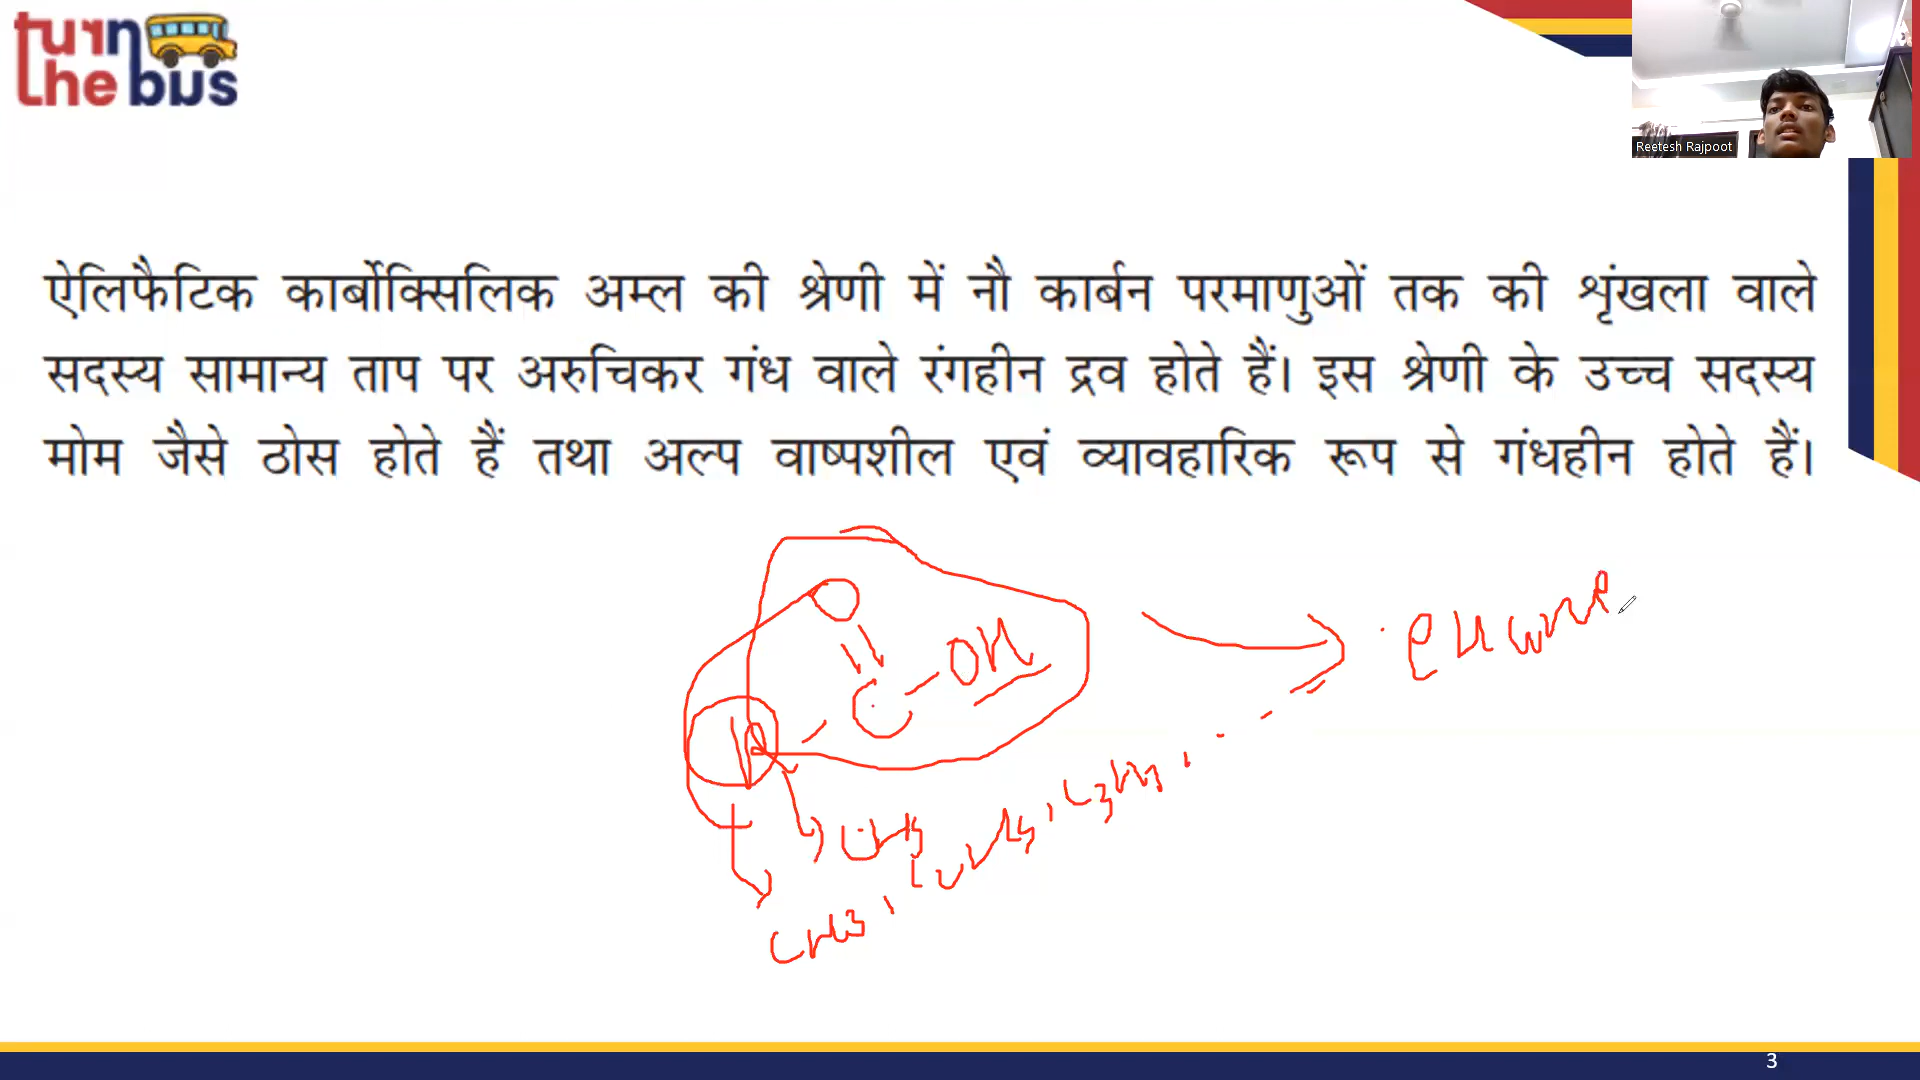 turn
the bus
Reetesh Rajpoot
ऐलिफैटिक कार्बोक्सिलिक अम्ल की श्रेणी में नौ कार्बन परमाणुओं तक की शृंखला वाले
सदस्य सामान्य ताप पर अरुचिकर गंध वाले रंगहीन द्रव होते हैं। इस श्रेणी के उच्च सदस्य
मोम जैसे ठोस होते हैं तथा अल्प वाष्पशील एवं व्यावहारिक रूप से गंधहीन होते हैं।
O
C - OH
R
CH3
CH3 ,
3